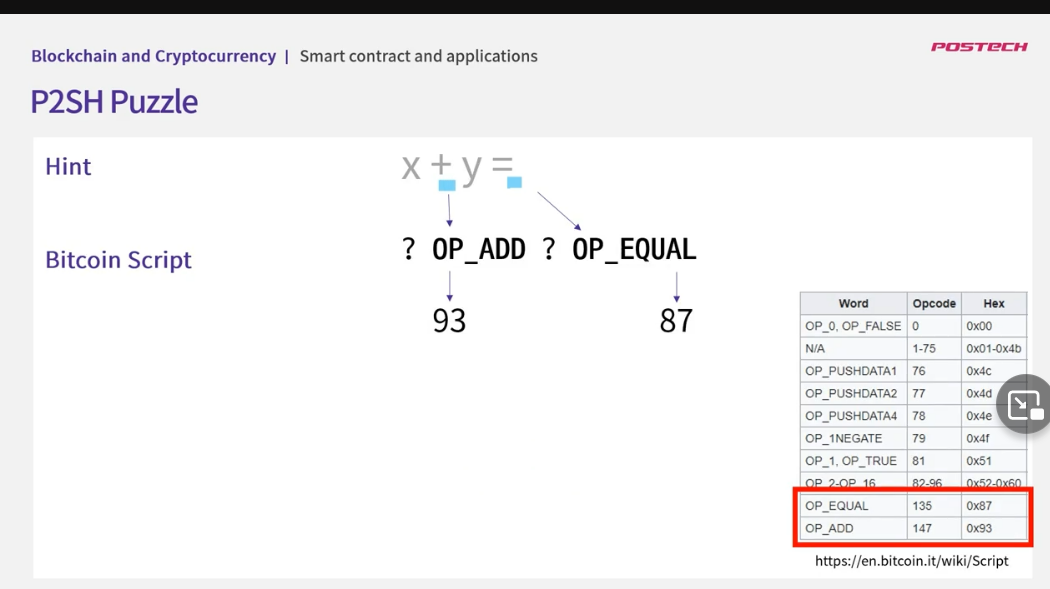 Blockchain and Cryptocurrency | Smart contract and applications
POSTECH
P2SH Puzzle
Hint
x + y =
Bitcoin Script
? OP_ADD ? OP_EQUAL
93 87
Word Opcode Hex
OP_0, OP_FALSE 0 0x00
N/A 1-75 0x01-0x4b
OP_PUSHDATA1 76 0x4c
OP_PUSHDATA2 77 0x4d
OP_PUSHDATA4 78 0x4e
OP_1NEGATE 79 0x4f
OP_1, OP_TRUE 81 0x51
OP_2-OP_16 82-96 0x52-0x60
OP_EQUAL 135 0x87
OP_ADD 147 0x93
https://en.bitcoin.it/wiki/Script